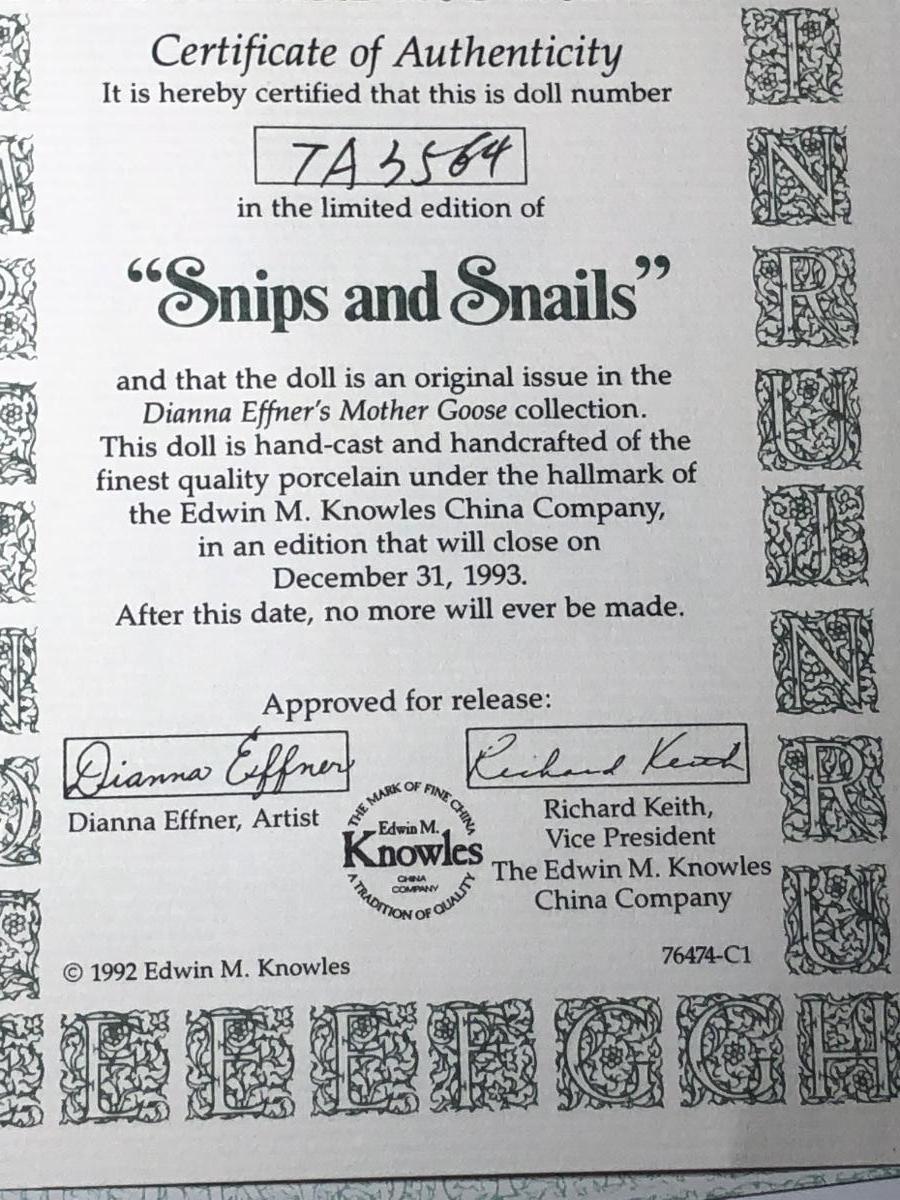 Certificate of Authenticity
It is hereby certified that this is doll number
TA3564
in the limited edition of
“Snips and Snails”
and that the doll is an original issue in the
Dianna Effner's Mother Goose collection.
This doll is hand-cast and handcrafted of the
finest quality porcelain under the hallmark of
the Edwin M. Knowles China Company,
in an edition that will close on
December 31, 1993.
After this date, no more will ever be made.
Approved for release:
Dianna Effner
Richard Keith
Dianna Effner, Artist
Richard Keith,
Vice President
The Edwin M. Knowles
China Company
THE MARK OF FINE CHINA
Edwin M.
Knowles
CHINA
COMPANY
A TRADITION OF QUALITY
© 1992 Edwin M. Knowles
76474-C1
I
N
R
U
J
N
R
U
E E E F G G H